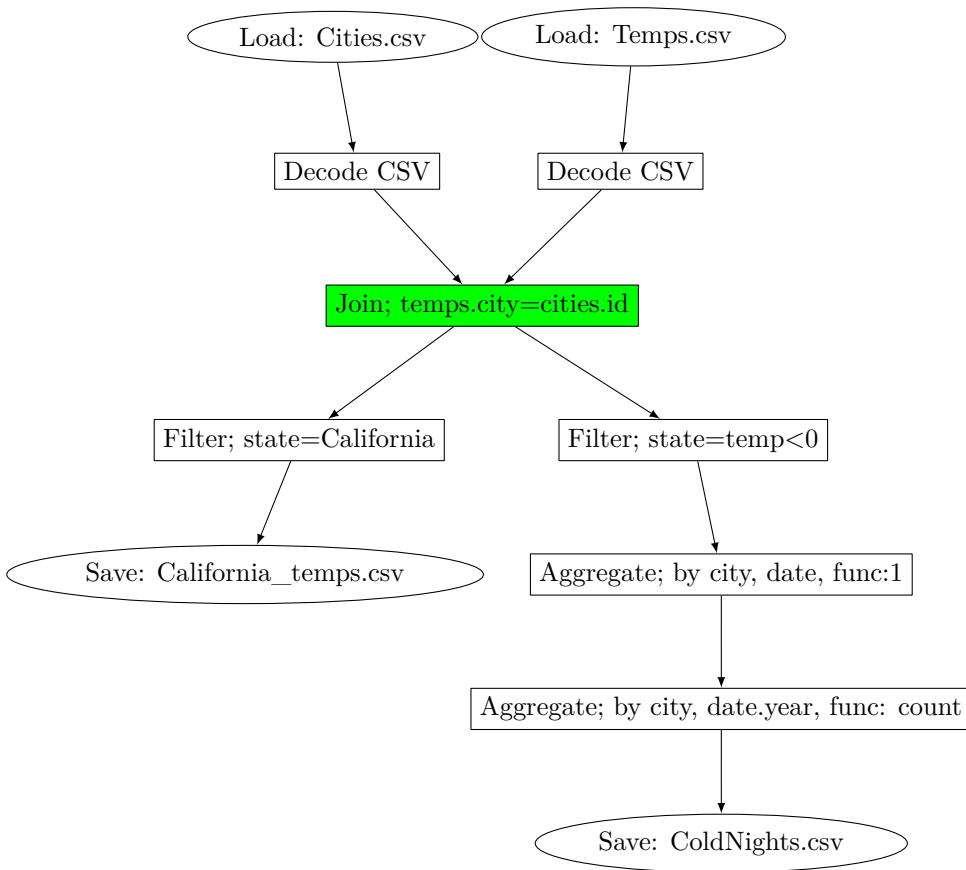 Load: Cities.csv
Load: Temps.csv
Decode CSV
Decode CSV
Join; temps.city=cities.id
Filter; state=California
Filter; state=temp<0
Save: California_temps.csv
Aggregate; by city, date, func:1
Aggregate; by city, date.year, func: count
Save: ColdNights.csv